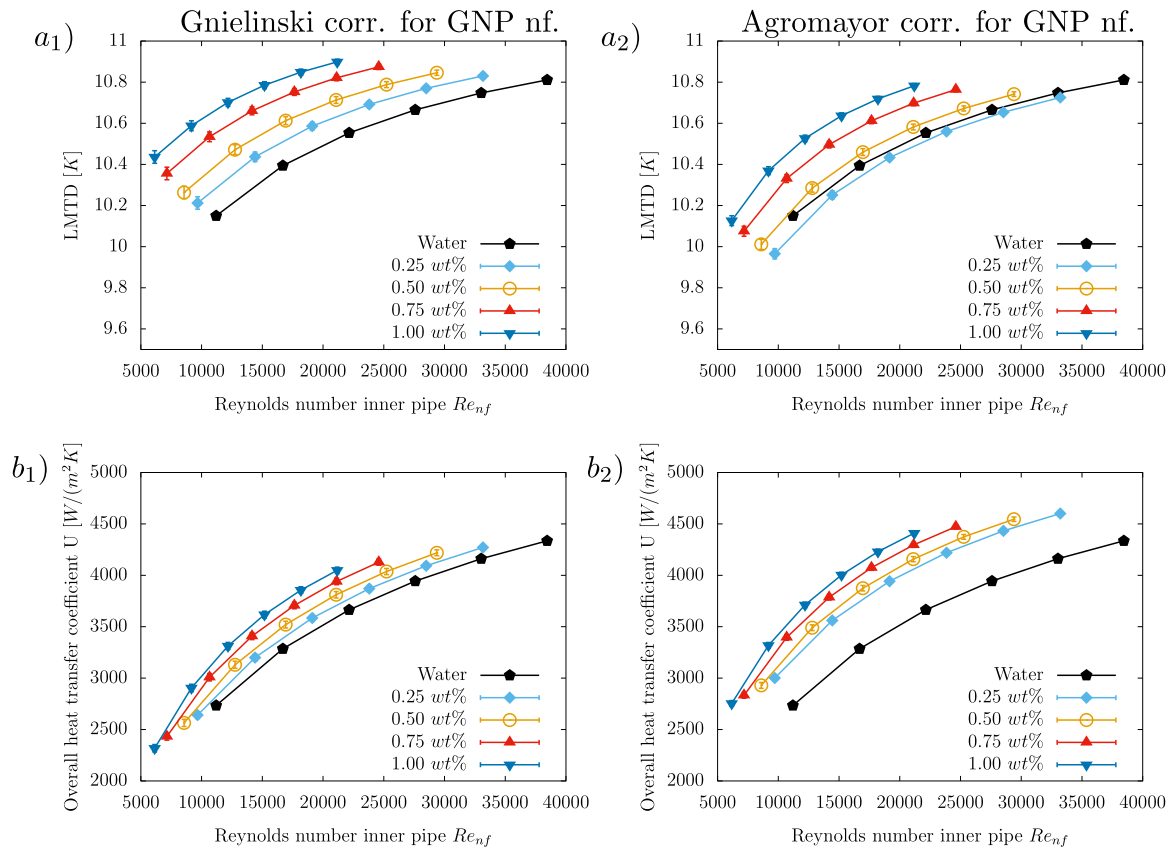 Gnielinski corr. for GNP nf.
Agromayor corr. for GNP nf.
a1)
LMTD [K]
11
10.8
10.6
10.4
10.2
10
9.8
9.6
Water
0.25 wt%
0.50 wt%
0.75 wt%
1.00 wt%
5000 10000 15000 20000 25000 30000 35000 40000
Reynolds number inner pipe Renf
a2)
LMTD [K]
11
10.8
10.6
10.4
10.2
10
9.8
9.6
Water
0.25 wt%
0.50 wt%
0.75 wt%
1.00 wt%
5000 10000 15000 20000 25000 30000 35000 40000
Reynolds number inner pipe Renf
b1)
Overall heat transfer coefficient U [W/(m²K]
5000
4500
4000
3500
3000
2500
2000
Water
0.25 wt%
0.50 wt%
0.75 wt%
1.00 wt%
5000 10000 15000 20000 25000 30000 35000 40000
Reynolds number inner pipe Renf
b2)
Overall heat transfer coefficient U [W/(m²K]
5000
4500
4000
3500
3000
2500
2000
Water
0.25 wt%
0.50 wt%
0.75 wt%
1.00 wt%
5000 10000 15000 20000 25000 30000 35000 40000
Reynolds number inner pipe Renf